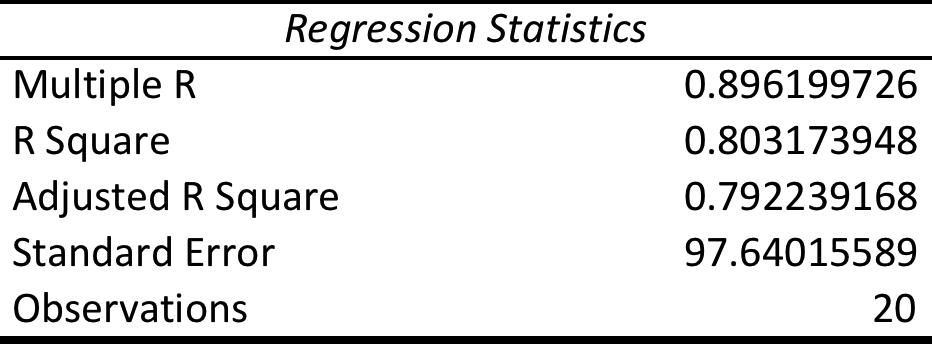 Regression Statistics
Multiple R 0.896199726
R Square 0.803173948
Adjusted R Square 0.792239168
Standard Error 97.64015589
Observations 20